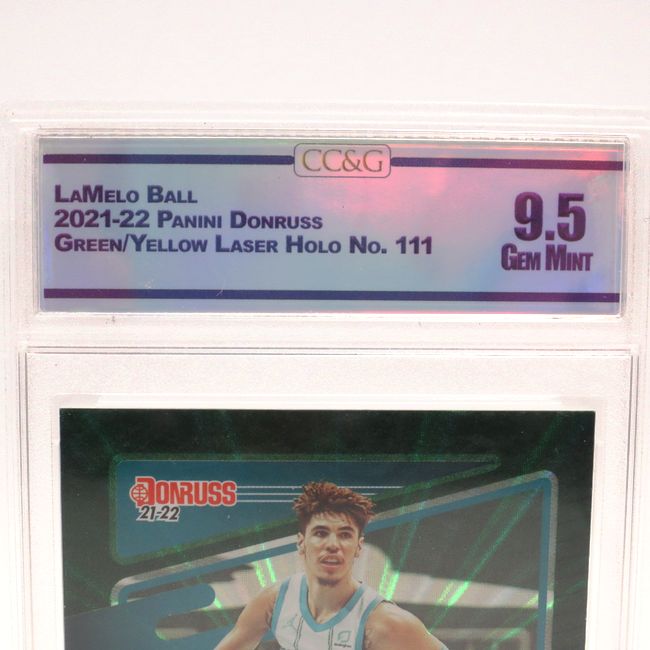 CC&G
LaMelo Ball
2021-22 Panini Donruss
Green/Yellow Laser Holo No. 111
9.5
Gem Mint
Donruss
21-22